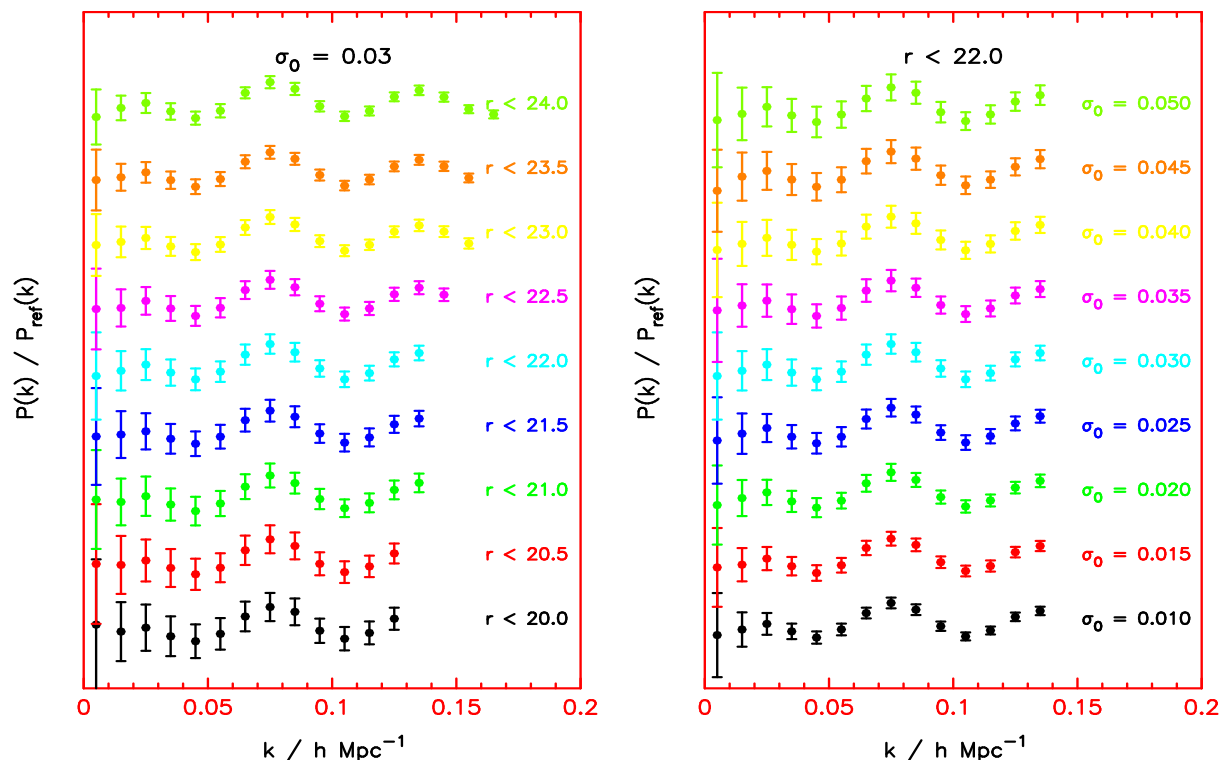 σ₀ = 0.03
r < 24.0
r < 23.5
r < 23.0
r < 22.5
r < 22.0
r < 21.5
r < 21.0
r < 20.5
r < 20.0
P(k) / Pref(k)
0 0.05 0.1 0.15 0.2
k / h Mpc⁻¹
r < 22.0
σ₀ = 0.050
σ₀ = 0.045
σ₀ = 0.040
σ₀ = 0.035
σ₀ = 0.030
σ₀ = 0.025
σ₀ = 0.020
σ₀ = 0.015
σ₀ = 0.010
P(k) / Pref(k)
0 0.05 0.1 0.15 0.2
k / h Mpc⁻¹